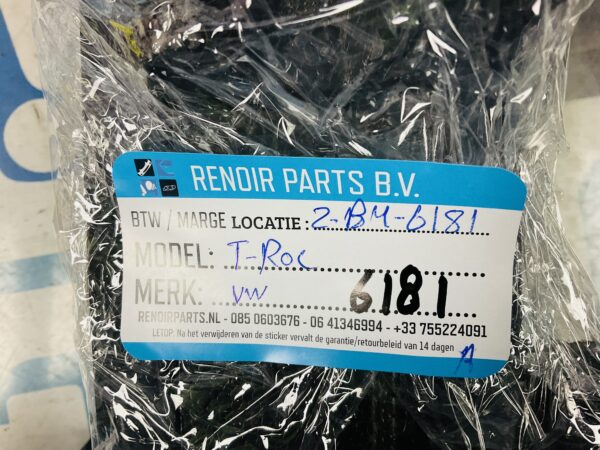 RENOIR PARTS B.V.
BTW / MARGE LOCATIE: 2-BM-6181
MODEL: T-Roc
MERK: VW 6181
RENOIRPARTS.NL - 085 0603676 - 06 41346994 - +33 755224091
LETOP: Na het verwijderen van de sticker vervalt de garantie/retourbeleid van 14 dagen
A